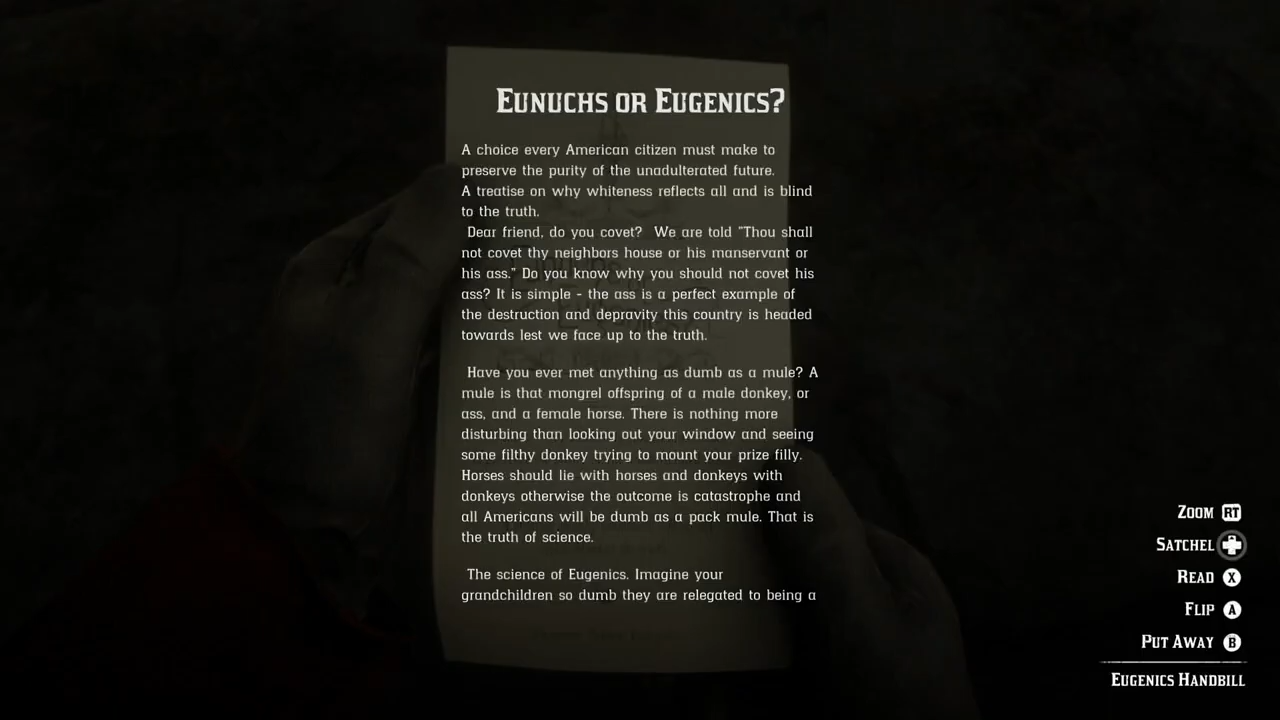 Eunuchs or Eugenics?
A choice every American citizen must make to
preserve the purity of the unadulterated future.
A treatise on why whiteness reflects all and is blind
to the truth.
Dear friend, do you covet? We are told "Thou shall
not covet thy neighbors house or his manservant or
his ass." Do you know why you should not covet his
ass? It is simple - the ass is a perfect example of
the destruction and depravity this country is headed
towards lest we face up to the truth.
Have you ever met anything as dumb as a mule? A
mule is that mongrel offspring of a male donkey, or
ass, and a female horse. There is nothing more
disturbing than looking out your window and seeing
some filthy donkey trying to mount your prize filly.
Horses should lie with horses and donkeys with
donkeys otherwise the outcome is catastrophe and
all Americans will be dumb as a pack mule. That is
the truth of science.
The science of Eugenics. Imagine your
grandchildren so dumb they are relegated to being a
Zoom RT
Satchel
Read X
Flip A
Put Away B
Eugenics Handbill